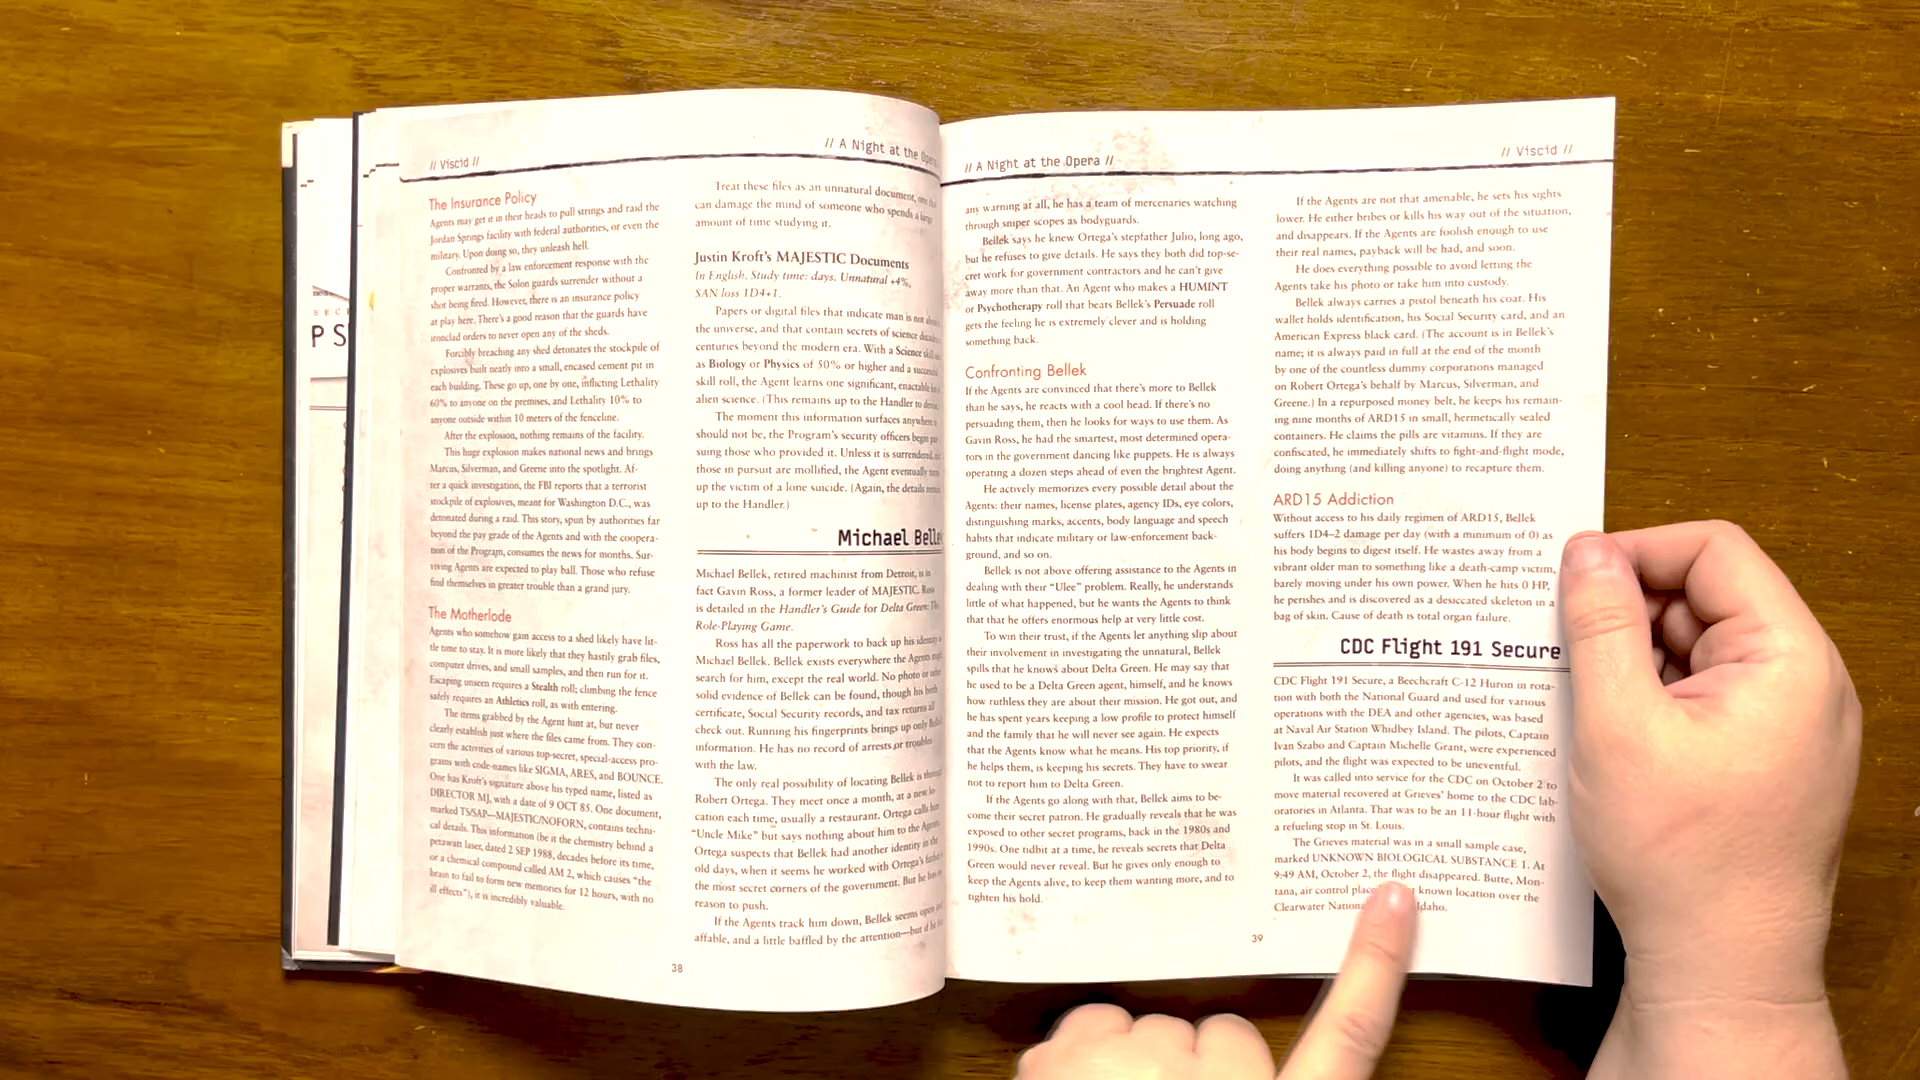 // Viscid //
The Insurance Policy
Agents may get it in their heads to pull strings and raid the
Jordan Springs facility with federal authorities, or even the
military. Upon doing so, they unleash hell.
Confronted by a law enforcement response with the
proper warrants, the Solon guards surrender without a
shot being fired. However, there is an insurance policy
at play here. There's a good reason that the guards have
ironclad orders to never open any of the sheds.
Forcibly breaching any shed detonates the stockpile of
explosives built neatly into a small, encased cement pit in
each building. These go up, one by one, inflicting Lethality
60% to anyone on the premises, and Lethality 10% to
anyone outside within 10 meters of the fenceline.
After the explosion, nothing remains of the facility.
This huge explosion makes national news and brings
Marcus, Silverman, and Greene into the spotlight. Af-
ter a quick investigation, the FBI reports that a terrorist
stockpile of explosives, meant for Washington D.C., was
detonated during a raid. This story, spun by authorities far
beyond the pay grade of the Agents and with the coopera-
tion of the Program, consumes the news for months. Sur-
viving Agents are expected to play ball. Those who refuse
find themselves in greater trouble than a grand jury.
The Motherlode
Agents who somehow gain access to a shed likely have lit-
tle time to stay. It is more likely that they hastily grab files,
computer drives, and small samples, and then run for it.
Escaping unseen requires a Stealth roll; climbing the fence
safely requires an Athletics roll, as with entering.
The items grabbed by the Agent hint at, but never
clearly establish just where the files came from. They con-
cern the activities of various top-secret, special-access pro-
grams with code-names like SIGMA, ARES, and BOUNCE.
One has Kroft's signature above his typed name, listed as
DIRECTOR MJ, with a date of 9 OCT 85. One document,
marked TS/SAP—MAJESTIC/NOFORN, contains techni-
cal details. This information (be it the chemistry behind a
petawatt laser, dated 2 SEP 1988, decades before its time,
or a chemical compound called AM 2, which causes "the
brain to fail to form new memories for 12 hours, with no
ill effects"), it is incredibly valuable.
// A Night at the Opera
Treat these files as an unnatural document, one that
can damage the mind of someone who spends a large
amount of time studying it.
Justin Kroft's MAJESTIC Documents
In English. Study time: days. Unnatural +4%,
SAN loss 1D4+1.
Papers or digital files that indicate man is not alone in
the universe, and that contain secrets of science decades
centuries beyond the modern era. With a Science skill
as Biology or Physics of 50% or higher and a successful
skill roll, the Agent learns one significant, enactable
alien science. (This remains up to the Handler to devise.)
The moment this information surfaces anywhere it
should not be, the Program's security officers begin pur-
suing those who provided it. Unless it is surrendered,
those in pursuit are mollified, the Agent eventually turns
up the victim of a lone suicide. (Again, the details remain
up to the Handler.)
Michael Bellek
Michael Bellek, retired machinist from Detroit, is in
fact Gavin Ross, a former leader of MAJESTIC. Ross
is detailed in the Handler's Guide for Delta Green: The
Role-Playing Game.
Ross has all the paperwork to back up his identity
Michael Bellek. Bellek exists everywhere the Agents might
search for him, except the real world. No photo or other
solid evidence of Bellek can be found, though his birth
certificate, Social Security records, and tax returns all
check out. Running his fingerprints brings up only Bellek
information. He has no record of arrests or troubles
with the law.
The only real possibility of locating Bellek is through
Robert Ortega. They meet once a month, at a new lo-
cation each time, usually a restaurant. Ortega calls him
"Uncle Mike" but says nothing about him to the Agents.
Ortega suspects that Bellek had another identity in the
old days, when it seems he worked with Ortega's father
the most secret corners of the government. But he has no
reason to push.
If the Agents track him down, Bellek seems open
affable, and a little baffled by the attention—but if he
38
// A Night at the Opera //
any warning at all, he has a team of mercenaries watching
through sniper scopes as bodyguards.
Bellek says he knew Ortega's stepfather Julio, long ago,
but he refuses to give details. He says they both did top-se-
cret work for government contractors and he can't give
away more than that. An Agent who makes a HUMINT
or Psychotherapy roll that beats Bellek's Persuade roll
gets the feeling he is extremely clever and is holding
something back.
Confronting Bellek
If the Agents are convinced that there's more to Bellek
than he says, he reacts with a cool head. If there's no
persuading them, then he looks for ways to use them. As
Gavin Ross, he had the smartest, most determined opera-
tors in the government dancing like puppets. He is always
operating a dozen steps ahead of even the brightest Agent.
He actively memorizes every possible detail about the
Agents: their names, license plates, agency IDs, eye colors,
distinguishing marks, accents, body language and speech
habits that indicate military or law-enforcement back-
ground, and so on.
Bellek is not above offering assistance to the Agents in
dealing with their "Ulee" problem. Really, he understands
little of what happened, but he wants the Agents to think
that that he offers enormous help at very little cost.
To win their trust, if the Agents let anything slip about
their involvement in investigating the unnatural, Bellek
spills that he knows about Delta Green. He may say that
he used to be a Delta Green agent, himself, and he knows
how ruthless they are about their mission. He got out, and
he has spent years keeping a low profile to protect himself
and the family that he will never see again. He expects
that the Agents know what he means. His top priority, if
he helps them, is keeping his secrets. They have to swear
not to report him to Delta Green.
If the Agents go along with that, Bellek aims to be-
come their secret patron. He gradually reveals that he was
exposed to other secret programs, back in the 1980s and
1990s. One tidbit at a time, he reveals secrets that Delta
Green would never reveal. But he gives only enough to
keep the Agents alive, to keep them wanting more, and to
tighten his hold.
// Viscid //
If the Agents are not that amenable, he sets his sights
lower. He either bribes or kills his way out of the situation,
and disappears. If the Agents are foolish enough to use
their real names, payback will be had, and soon.
He does everything possible to avoid letting the
Agents take his photo or take him into custody.
Bellek always carries a pistol beneath his coat. His
wallet holds identification, his Social Security card, and an
American Express black card. (The account is in Bellek's
name; it is always paid in full at the end of the month
by one of the countless dummy corporations managed
on Robert Ortega's behalf by Marcus, Silverman, and
Greene.) In a repurposed money belt, he keeps his remain-
ing nine months of ARD15 in small, hermetically sealed
containers. He claims the pills are vitamins. If they are
confiscated, he immediately shifts to fight-and-flight mode,
doing anything (and killing anyone) to recapture them.
ARD15 Addiction
Without access to his daily regimen of ARD15, Bellek
suffers 1D4–2 damage per day (with a minimum of 0) as
his body begins to digest itself. He wastes away from a
vibrant older man to something like a death-camp victim,
barely moving under his own power. When he hits 0 HP,
he perishes and is discovered as a desiccated skeleton in a
bag of skin. Cause of death is total organ failure.
CDC Flight 191 Secure
CDC Flight 191 Secure, a Beechcraft C-12 Huron in rota-
tion with both the National Guard and used for various
operations with the DEA and other agencies, was based
at Naval Air Station Whidbey Island. The pilots, Captain
Ivan Szabo and Captain Michelle Grant, were experienced
pilots, and the flight was expected to be uneventful.
It was called into service for the CDC on October 2 to
move material recovered at Grieves' home to the CDC lab-
oratories in Atlanta. That was to be an 11-hour flight with
a refueling stop in St. Louis.
The Grieves material was in a small sample case,
marked UNKNOWN BIOLOGICAL SUBSTANCE 1. At
9:49 AM, October 2, the flight disappeared. Butte, Mon-
tana, air control known location over the
Clearwater Idaho.
39
P S